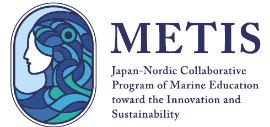 METIS
Japan-Nordic Collaborative
Program of Marine Education
toward the Innovation and
Sustainability